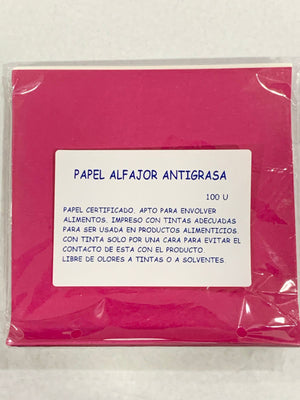 PAPEL ALFAJOR ANTIGRASA
100 U
PAPEL CERTIFICADO. APTO PARA ENVOLVER
ALIMENTOS. IMPRESO CON TINTAS ADECUADAS
PARA SER USADA EN PRODUCTOS ALIMENTICIOS.
CON TINTA SOLO POR UNA CARA PARA EVITAR EL
CONTACTO DE ESTA CON EL PRODUCTO.
LIBRE DE OLORES A TINTAS O A SOLVENTES.